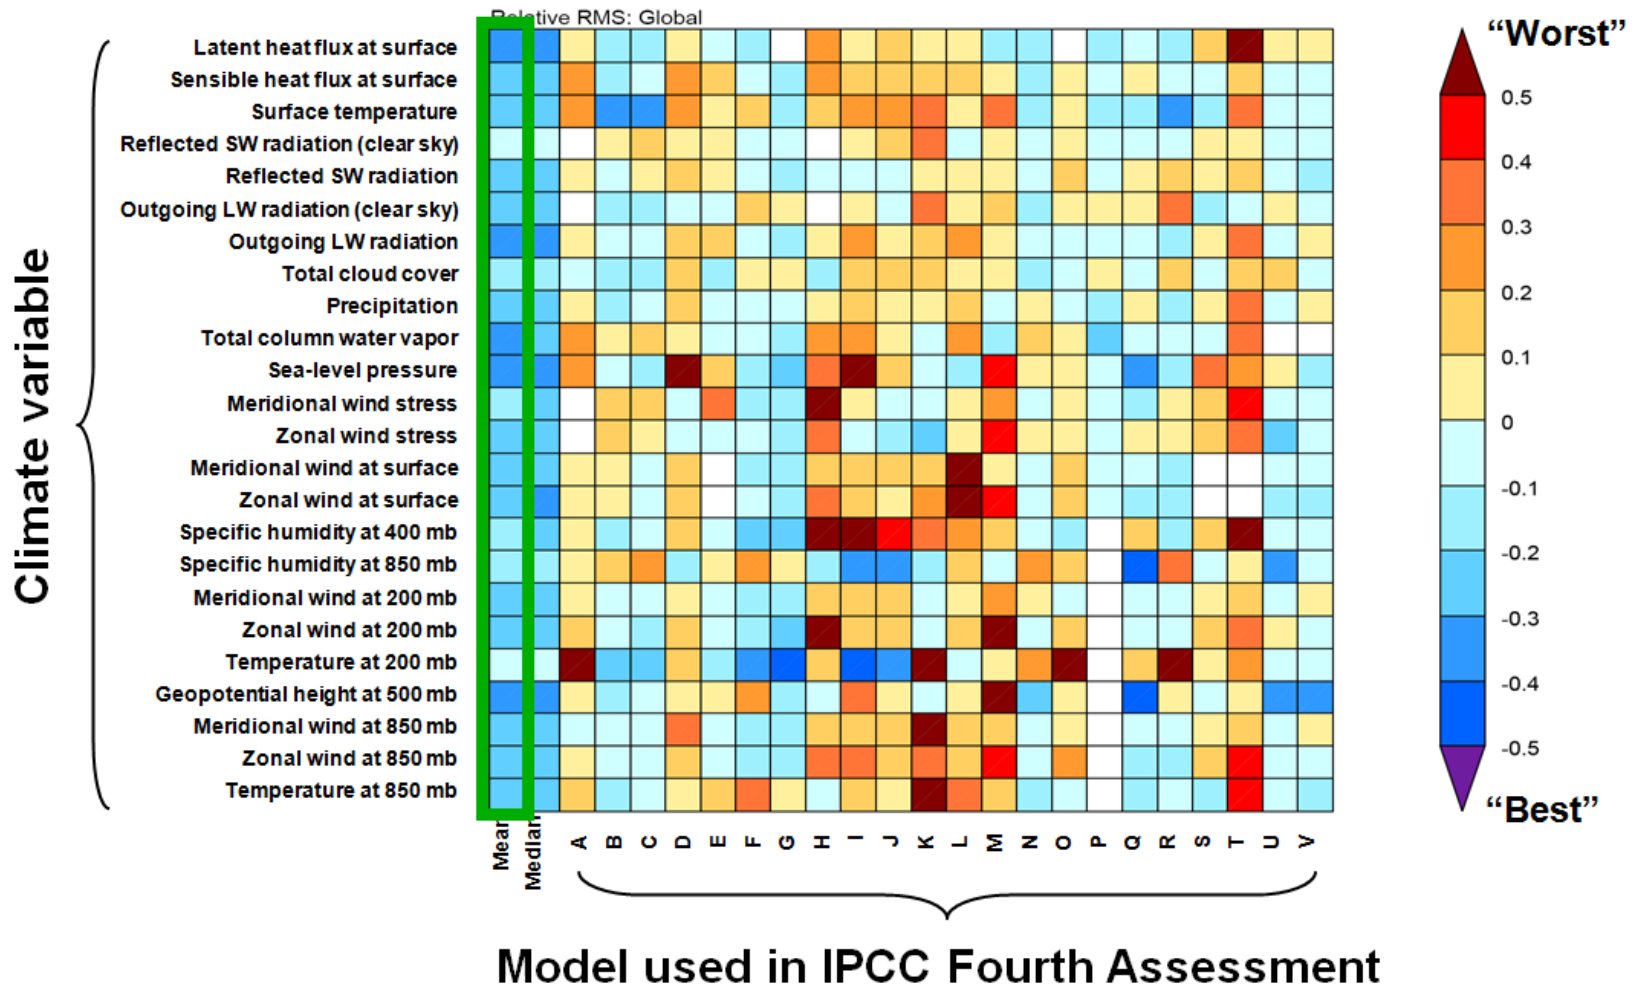 Relative RMS: Global
Latent heat flux at surface
Sensible heat flux at surface
Surface temperature
Reflected SW radiation (clear sky)
Reflected SW radiation
Outgoing LW radiation (clear sky)
Outgoing LW radiation
Total cloud cover
Precipitation
Total column water vapor
Sea-level pressure
Meridional wind stress
Zonal wind stress
Meridional wind at surface
Zonal wind at surface
Specific humidity at 400 mb
Specific humidity at 850 mb
Meridional wind at 200 mb
Zonal wind at 200 mb
Temperature at 200 mb
Geopotential height at 500 mb
Meridional wind at 850 mb
Zonal wind at 850 mb
Temperature at 850 mb
Climate variable
Mean
Median
A
B
C
D
E
F
G
H
I
J
K
L
M
N
O
P
Q
R
S
T
U
V
Model used in IPCC Fourth Assessment
“Worst”
0.5
0.4
0.3
0.2
0.1
0
-0.1
-0.2
-0.3
-0.4
-0.5
“Best”